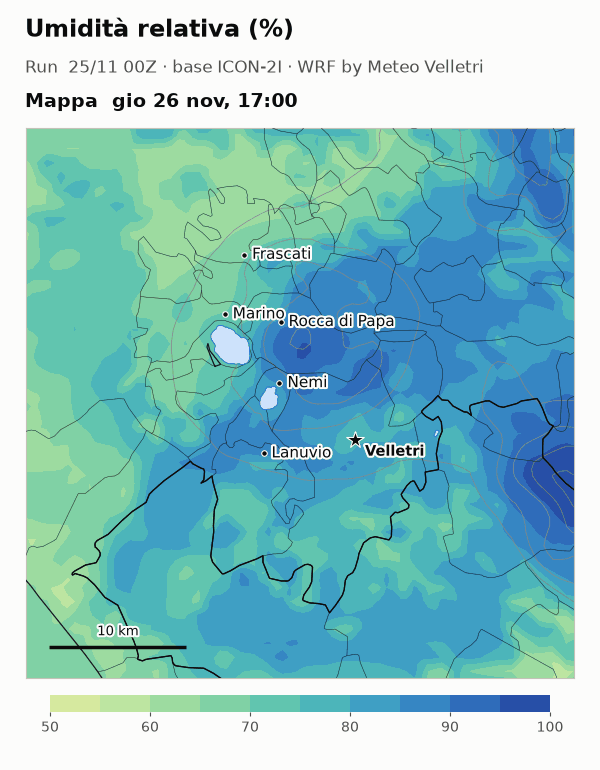 Umidità relativa (%)
Run  25/11 00Z · base ICON-2I · WRF by Meteo Velletri
Mappa  gio 26 nov, 17:00
Frascati
Marino
Rocca di Papa
Nemi
Velletri
Lanuvio
10 km
50 60 70 80 90 100